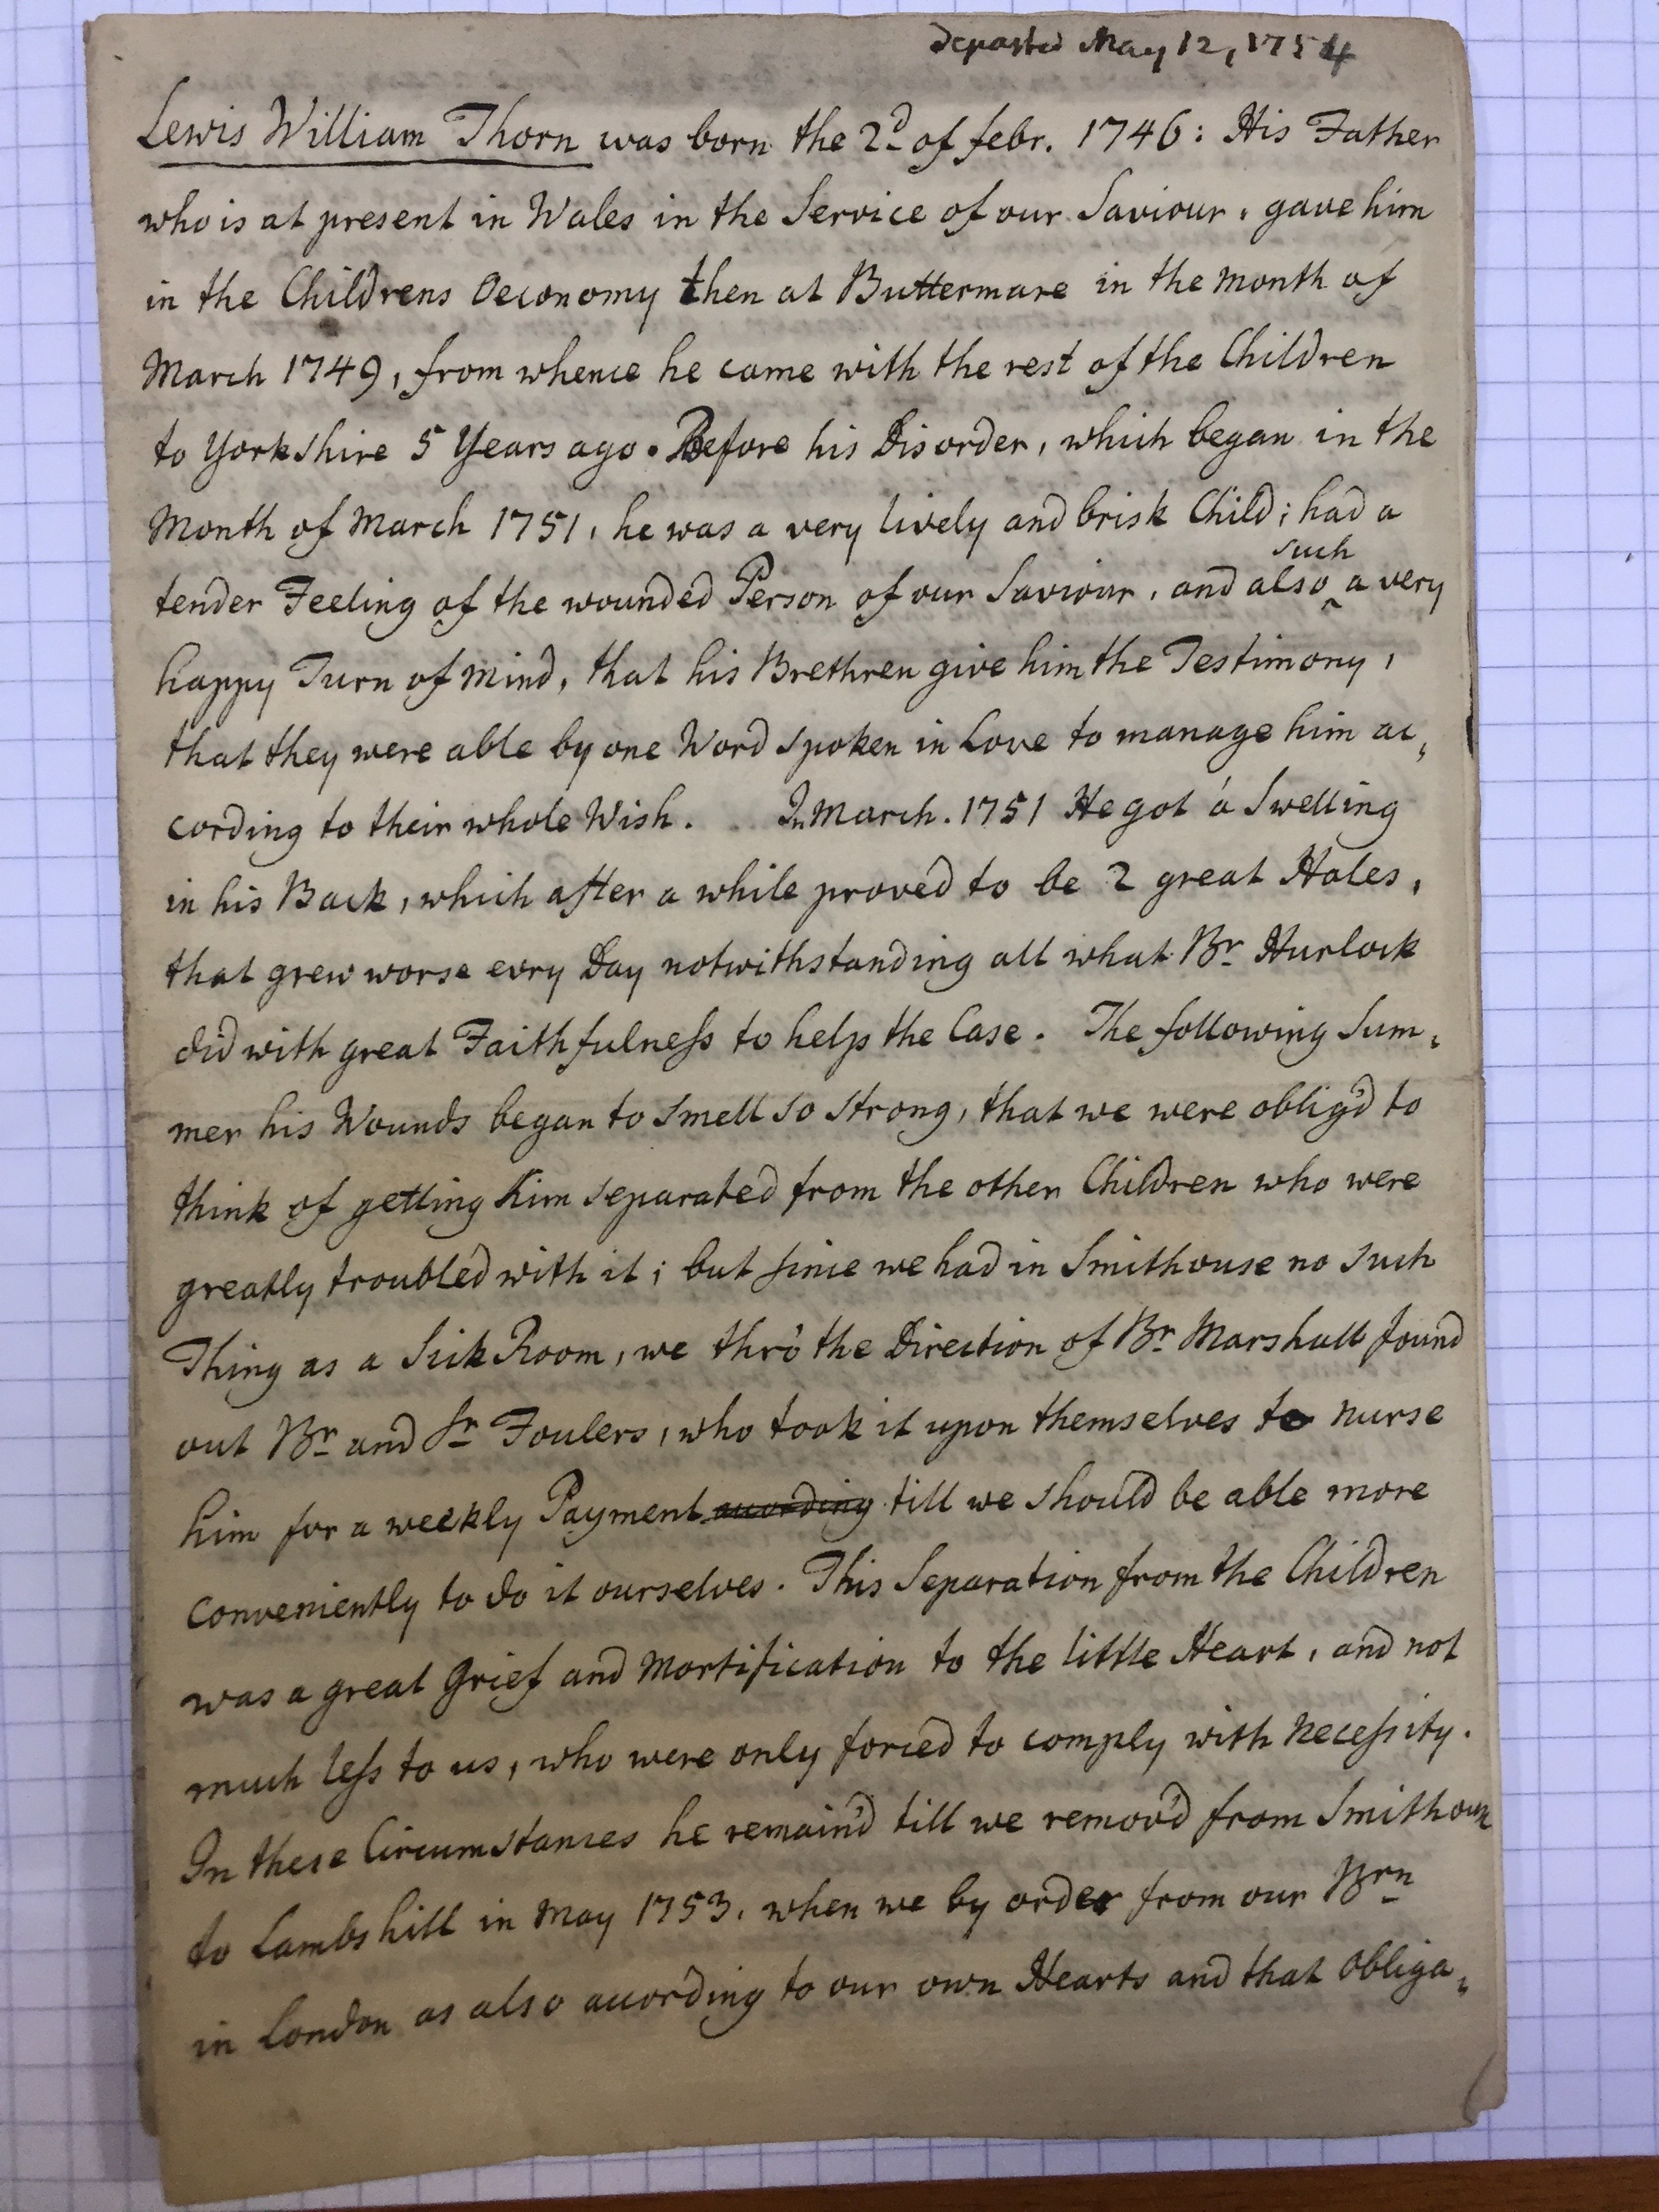 departed May 12, 1754
Lewis William Thorn was born the 2d of febr. 1746: His Father
who is at present in Wales in the Service of our Saviour, gave him
in the Childrens Oeconomy then at Buttermare in the Month of
March 1749, from whence he came with the rest of the Children
to Yorkshire 5 Years ago. Before his Disorder, which began in the
Month of March 1751, he was a very lively and brisk Child; had a
such
tender Feeling of the wounded Person of our Saviour, and also ‸ a very
happy Turn of Mind, that his Brethren give him the Testimony,
that they were able by one Word spoken in Love to manage him ac„
cording to their whole Wish. In March. 1751 He got a Swelling
in his Back, which after a while proved to be 2 great Holes,
that grew worse evry Day notwithstanding all what Br Hurlock
did with great Faithfulneſs to help the Case. The following Sum„
mer his Wounds began to smell so strong, that we were oblig'd to
think of getting him separated from the other Children who were
greatly troubled with it; but since we had in Smithouse no such
Thing as a Sick Room, we thro' the Direction of Br Marshall found
out Br and Sr Foulers, who took it upon themselves to nurse
him for a weekly Payment according till we should be able more
conveniently to do it ourselves. This Separation from the Children
was a great Grief and Mortification to the little Heart, and not
much leſs to us, who were only forced to comply with neceſsity.
In these Circumstances he remain'd till we remov'd from Smithouse
to Lambshill in May 1753, when we by order from our Brn
in London as also according to our own Hearts and that obliga„